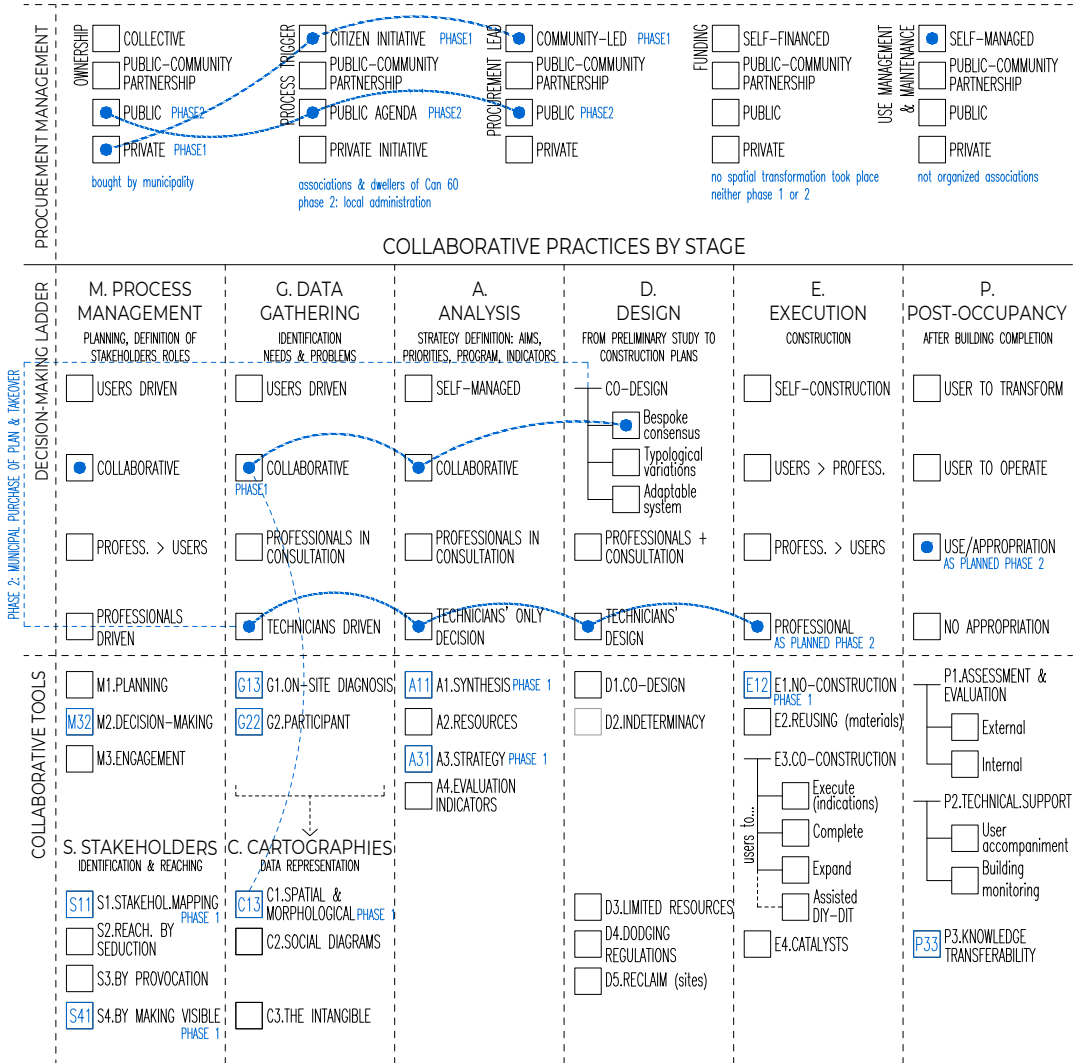 PROCUREMENT MANAGEMENT
OWNERSHIP
COLLECTIVE
PUBLIC-COMMUNITY
PARTNERSHIP
PUBLIC PHASE2
PRIVATE PHASE1
bought by municipality
PROCESS TRIGGER
CITIZEN INITIATIVE PHASE1
PUBLIC-COMMUNITY
PARTNERSHIP
PUBLIC AGENDA PHASE2
PRIVATE INITIATIVE
associations & dwellers of Can 60
phase 2: local administration
PROCUREMENT LEAD
COMMUNITY-LED PHASE1
PUBLIC-COMMUNITY
PARTNERSHIP
PUBLIC PHASE2
PRIVATE
FUNDING
SELF-FINANCED
PUBLIC-COMMUNITY
PARTNERSHIP
PUBLIC
PRIVATE
no spatial transformation took place
neither phase 1 or 2
USE MANAGEMENT
& MAINTENANCE
SELF-MANAGED
PUBLIC-COMMUNITY
PARTNERSHIP
PUBLIC
PRIVATE
not organized associations
COLLABORATIVE PRACTICES BY STAGE
DECISION-MAKING LADDER
PHASE 2: MUNICIPAL PURCHASE OF PLAN & TAKEOVER
M. PROCESS
MANAGEMENT
PLANNING, DEFINITION OF
STAKEHOLDERS ROLES
USERS DRIVEN
COLLABORATIVE
PROFESS. > USERS
PROFESSIONALS
DRIVEN
G. DATA
GATHERING
IDENTIFICATION
NEEDS & PROBLEMS
USERS DRIVEN
COLLABORATIVE
PHASE1
PROFESSIONALS IN
CONSULTATION
TECHNICIANS DRIVEN
A.
ANALYSIS
STRATEGY DEFINITION: AIMS,
PRIORITIES, PROGRAM, INDICATORS
SELF-MANAGED
COLLABORATIVE
PROFESSIONALS IN
CONSULTATION
TECHNICIANS' ONLY
DECISION
D.
DESIGN
FROM PRELIMINARY STUDY TO
CONSTRUCTION PLANS
CO-DESIGN
Bespoke
consensus
Typological
variations
Adaptable
system
PROFESSIONALS +
CONSULTATION
TECHNICIANS'
DESIGN
E.
EXECUTION
CONSTRUCTION
SELF-CONSTRUCTION
USERS > PROFESS.
PROFESS. > USERS
PROFESSIONAL
AS PLANNED PHASE 2
P.
POST-OCCUPANCY
AFTER BUILDING COMPLETION
USER TO TRANSFORM
USER TO OPERATE
USE/APPROPRIATION
AS PLANNED PHASE 2
NO APPROPRIATION
COLLABORATIVE TOOLS
M1.PLANNING
M32 M2.DECISION-MAKING
M3.ENGAGEMENT
S. STAKEHOLDERS
IDENTIFICATION & REACHING
S11 S1.STAKEHOL.MAPPING
PHASE 1
S2.REACH. BY
SEDUCTION
S3.BY PROVOCATION
S41 S4.BY MAKING VISIBLE
PHASE 1
G13 G1.ON-SITE DIAGNOSIS
G22 G2.PARTICIPANT
C. CARTOGRAPHIES
DATA REPRESENTATION
C13 C1.SPATIAL &
MORPHOLOGICAL PHASE 1
C2.SOCIAL DIAGRAMS
C3.THE INTANGIBLE
A11 A1.SYNTHESIS PHASE 1
A2.RESOURCES
A31 A3.STRATEGY PHASE 1
A4.EVALUATION
INDICATORS
D1.CO-DESIGN
D2.INDETERMINACY
D3.LIMITED RESOURCES
D4.DODGING
REGULATIONS
D5.RECLAIM (sites)
E12 E1.NO-CONSTRUCTION
PHASE 1
E2.REUSING (materials)
E3.CO-CONSTRUCTION
users to...
Execute
(indications)
Complete
Expand
Assisted
DIY-DIT
E4.CATALYSTS
P1.ASSESSMENT &
EVALUATION
External
Internal
P2.TECHNICAL.SUPPORT
User
accompaniment
Building
monitoring
P33 P3.KNOWLEDGE
TRANSFERABILITY